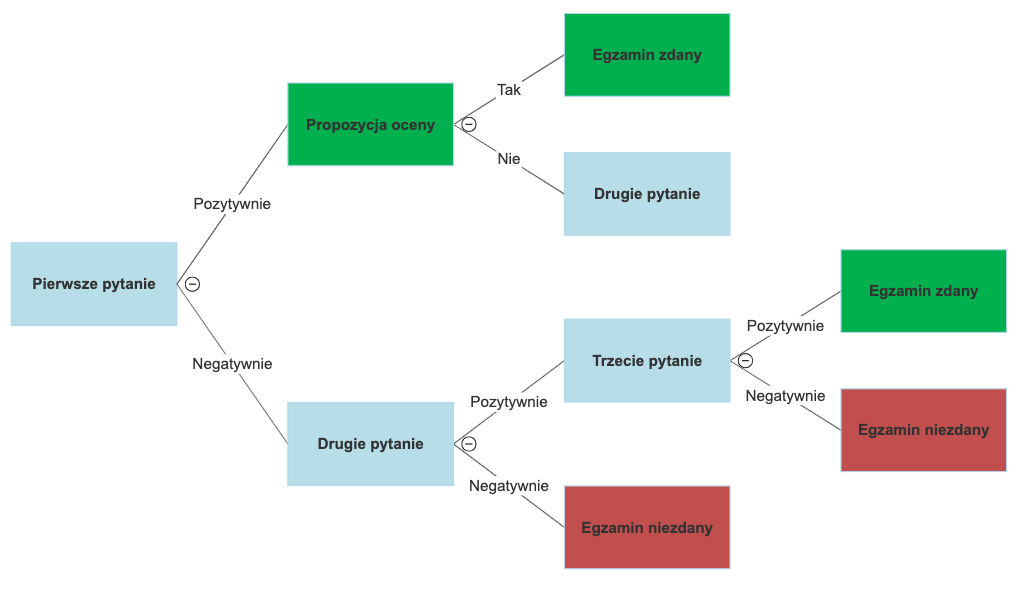 Egzamin zdany
Tak
Propozycja oceny
Nie
Drugie pytanie
Pozytywnie
Pierwsze pytanie
Egzamin zdany
Pozytywnie
Negatywnie
Trzecie pytanie
Negatywnie
Pozytywnie
Egzamin niezdany
Drugie pytanie
Negatywnie
Egzamin niezdany